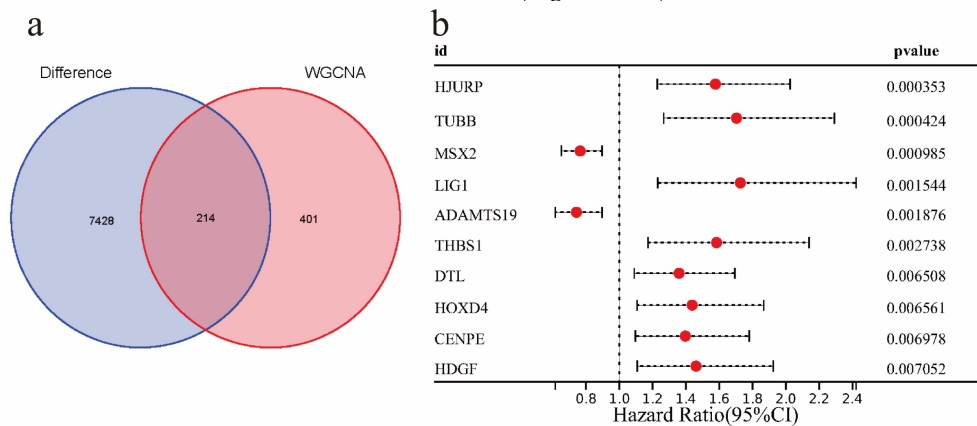 a
Difference
WGCNA
7428
214
401
b
id pvalue
HJURP 0.000353
TUBB 0.000424
MSX2 0.000985
LIG1 0.001544
ADAMTS19 0.001876
THBS1 0.002738
DTL 0.006508
HOXD4 0.006561
CENPE 0.006978
HDGF 0.007052
0.8 1.0 1.2 1.4 1.6 1.8 2.0 2.2 2.4
Hazard Ratio(95%CI)